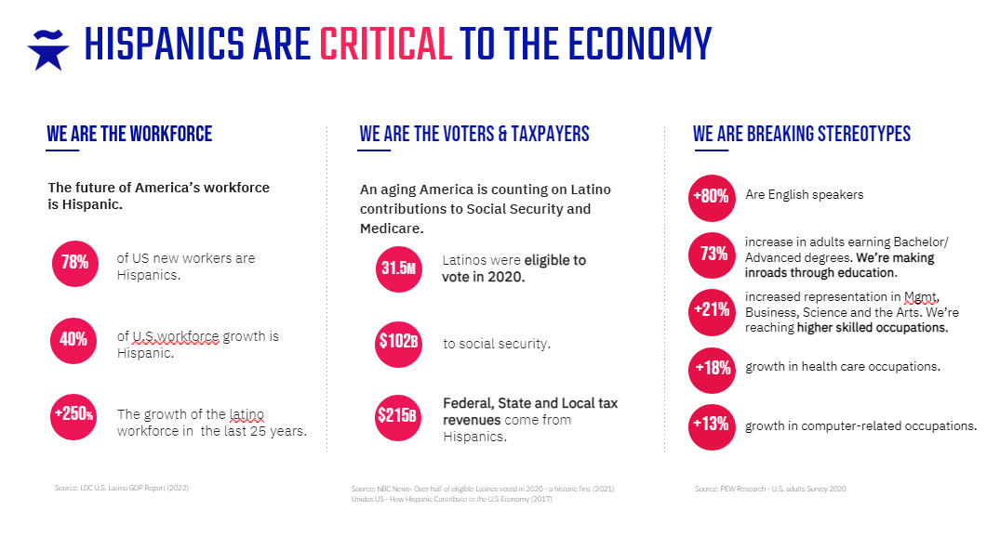 HISPANICS ARE CRITICAL TO THE ECONOMY
WE ARE THE WORKFORCE
The future of America's workforce
is Hispanic.
78%
of US new workers are
Hispanics.
40%
of U.S.workforce growth is
Hispanic.
+250%
The growth of the latino
workforce in  the last 25 years.
Source: LDC U.S. Latino GDP Report (2022)
WE ARE THE VOTERS & TAXPAYERS
An aging America is counting on Latino
contributions to Social Security and
Medicare.
31.5M
Latinos were eligible to
vote in 2020.
$102B
to social security.
$215B
Federal, State and Local tax
revenues come from
Hispanics.
Source: NBC News- Over half of eligible Latinos voted in 2020 - a historic first (2021)
Unidos US - How Hispanic Contribute to the U.S Economy (2017)
WE ARE BREAKING STEREOTYPES
+80%
Are English speakers
73%
increase in adults earning Bachelor/
Advanced degrees. We're making
inroads through education.
+21%
increased representation in Mgmt,
Business, Science and the Arts. We're
reaching higher skilled occupations.
+18%
growth in health care occupations.
+13%
growth in computer-related occupations.
Source: PEW Research - U.S. adults Survey 2020